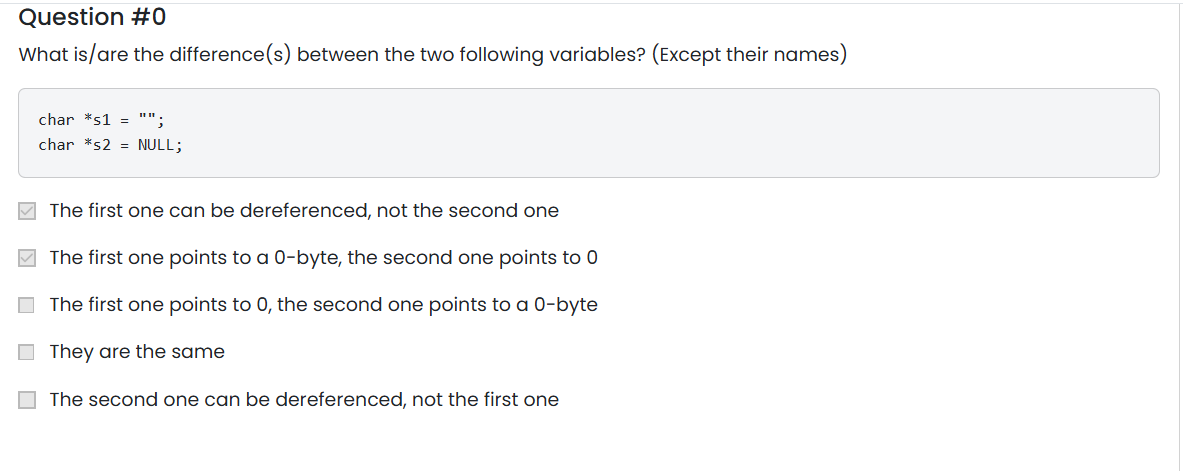 Question #0
What is/are the difference(s) between the two following variables? (Except their names)
char *s1 = "";
char *s2 = NULL;
The first one can be dereferenced, not the second one
The first one points to a 0-byte, the second one points to 0
The first one points to 0, the second one points to a 0-byte
They are the same
The second one can be dereferenced, not the first one